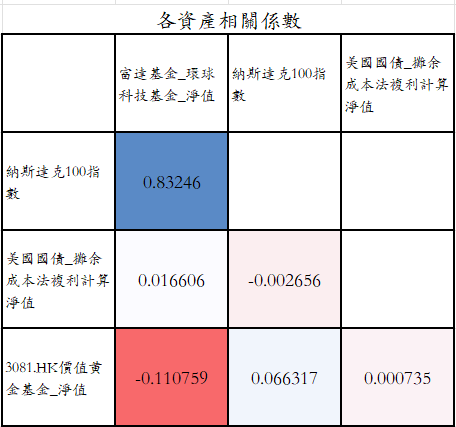 各資產相關係數
富達基金_環球
科技基金_淨值
納斯達克100指
數
美國國債_攤余
成本法複利計算
淨值
納斯達克100指
數
0.83246
美國國債_攤余
成本法複利計算
淨值
0.016606
-0.002656
3081.HK價值黃
金基金_淨值
-0.110759
0.066317
0.000735